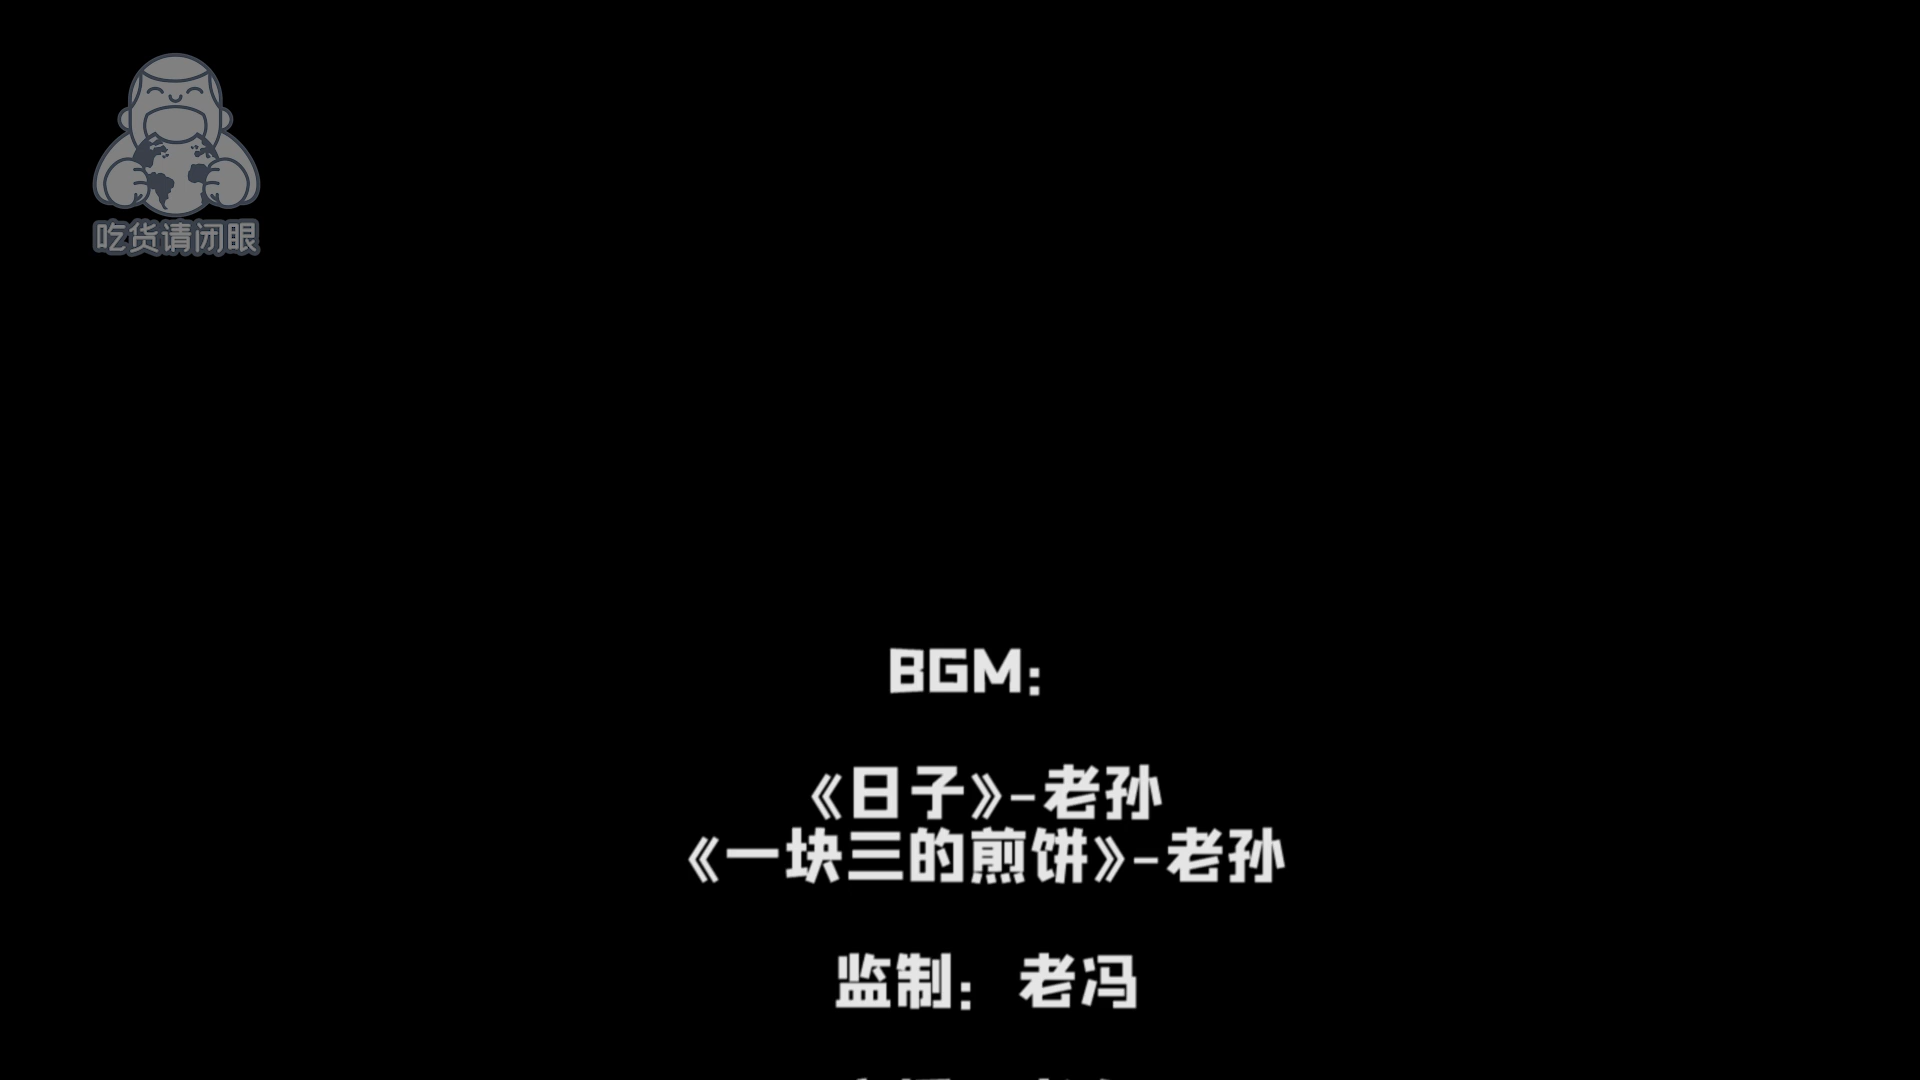 吃货请闭眼
BGM:
《日子》-老孙
《一块三的煎饼》-老孙
监制: 老冯